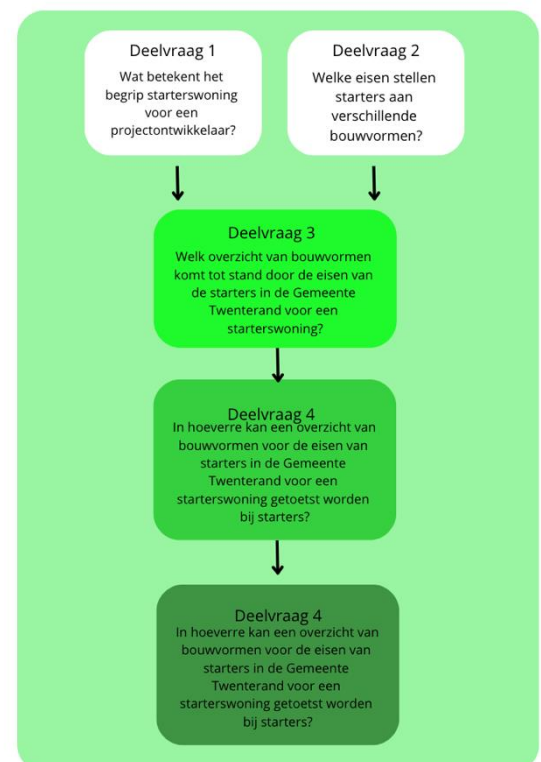 Deelvraag 1
Wat betekent het
begrip starterswoning
voor een
projectontwikkelaar?
Deelvraag 2
Welke eisen stellen
starters aan
verschillende
bouwvormen?
Deelvraag 3
Welk overzicht van bouwvormen
komt tot stand door de eisen van
de starters in de Gemeente
Twenterand voor een
starterswoning?
Deelvraag 4
In hoeverre kan een overzicht van
bouwvormen voor de eisen van
starters in de Gemeente
Twenterand voor een
starterswoning getoetst worden
bij starters?
Deelvraag 4
In hoeverre kan een overzicht van
bouwvormen voor de eisen van
starters in de Gemeente
Twenterand voor een
starterswoning getoetst worden
bij starters?